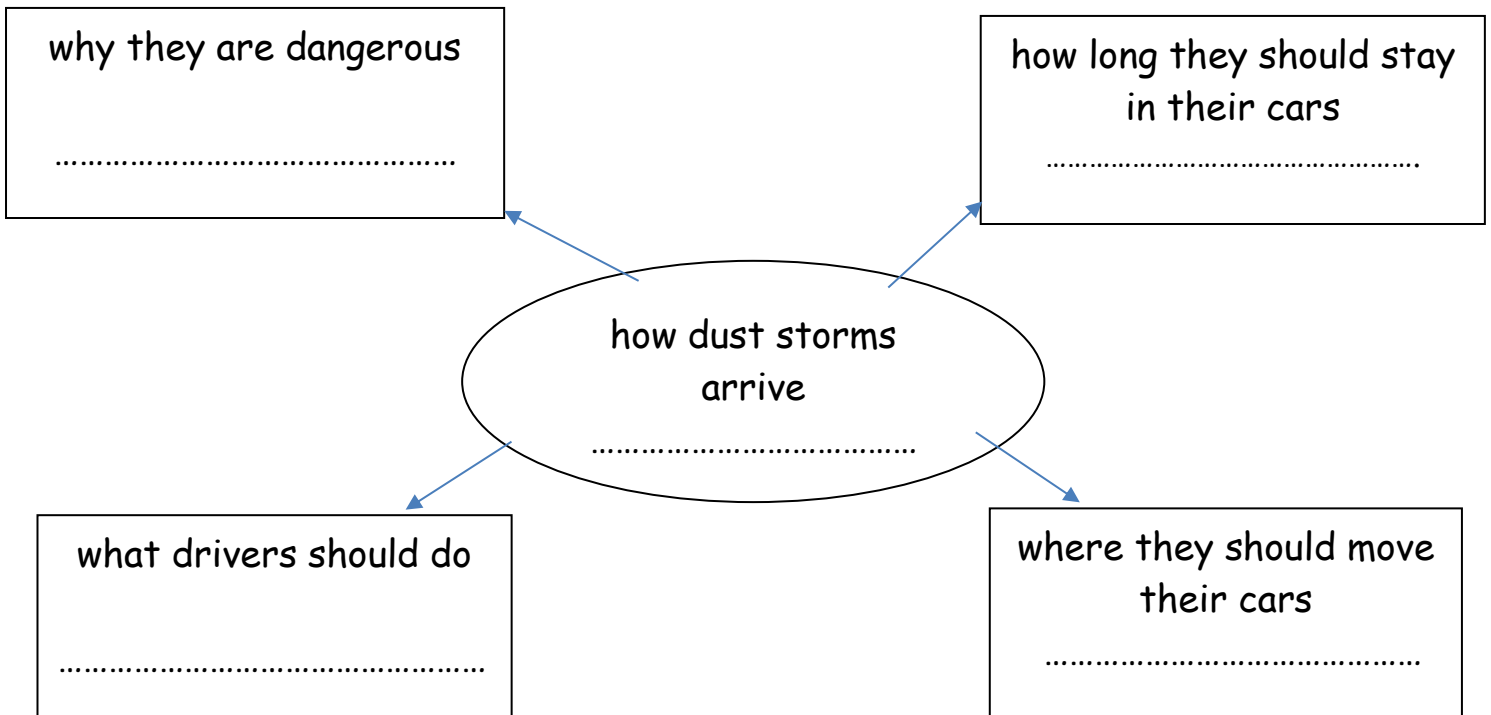 why they are dangerous
………………………………………
how long they should stay
in their cars
…………………………………………….
how dust storms
arrive
…………………………………
what drivers should do
……………………………………………
where they should move
their cars
………………………………………